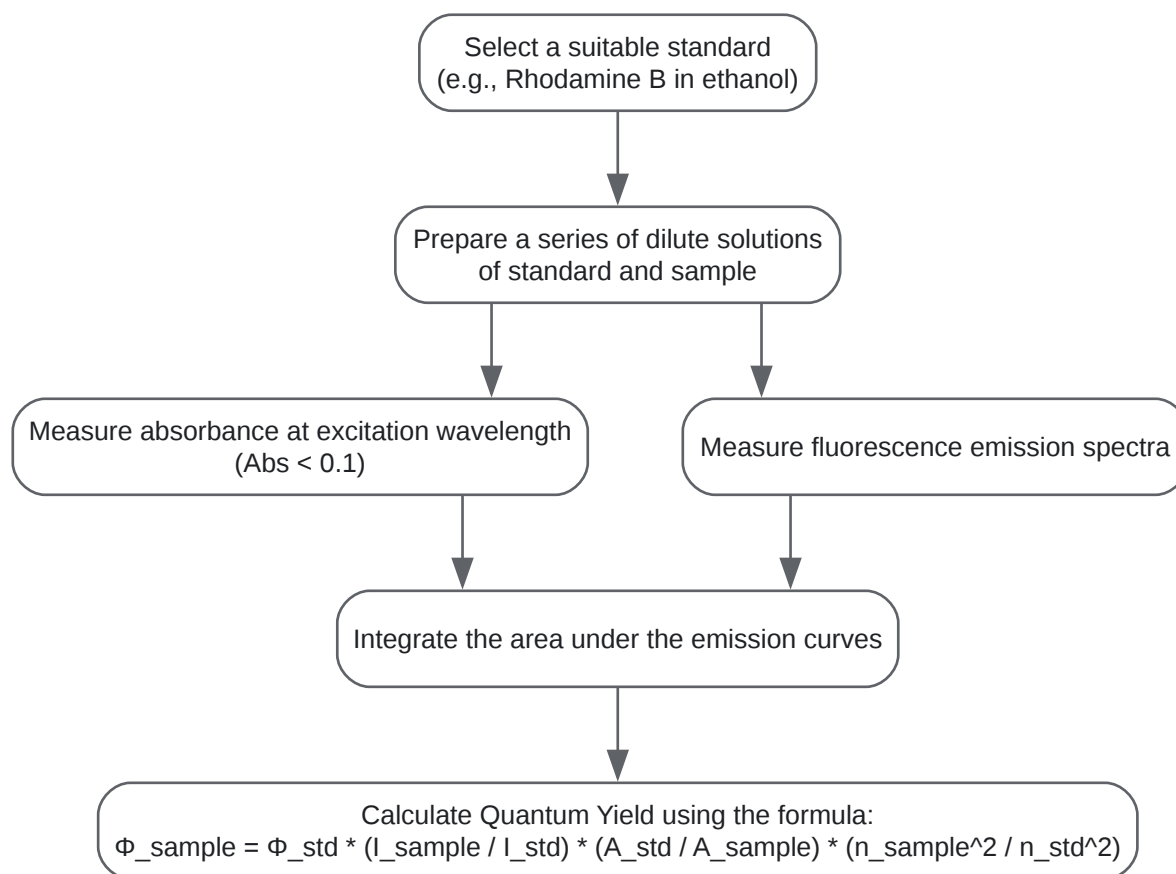 Select a suitable standard
(e.g., Rhodamine B in ethanol)
Prepare a series of dilute solutions
of standard and sample
Measure absorbance at excitation wavelength
(Abs < 0.1)
Measure fluorescence emission spectra
Integrate the area under the emission curves
Calculate Quantum Yield using the formula:
Φ_sample = Φ_std * (I_sample / I_std) * (A_std / A_sample) * (n_sample^2 / n_std^2)